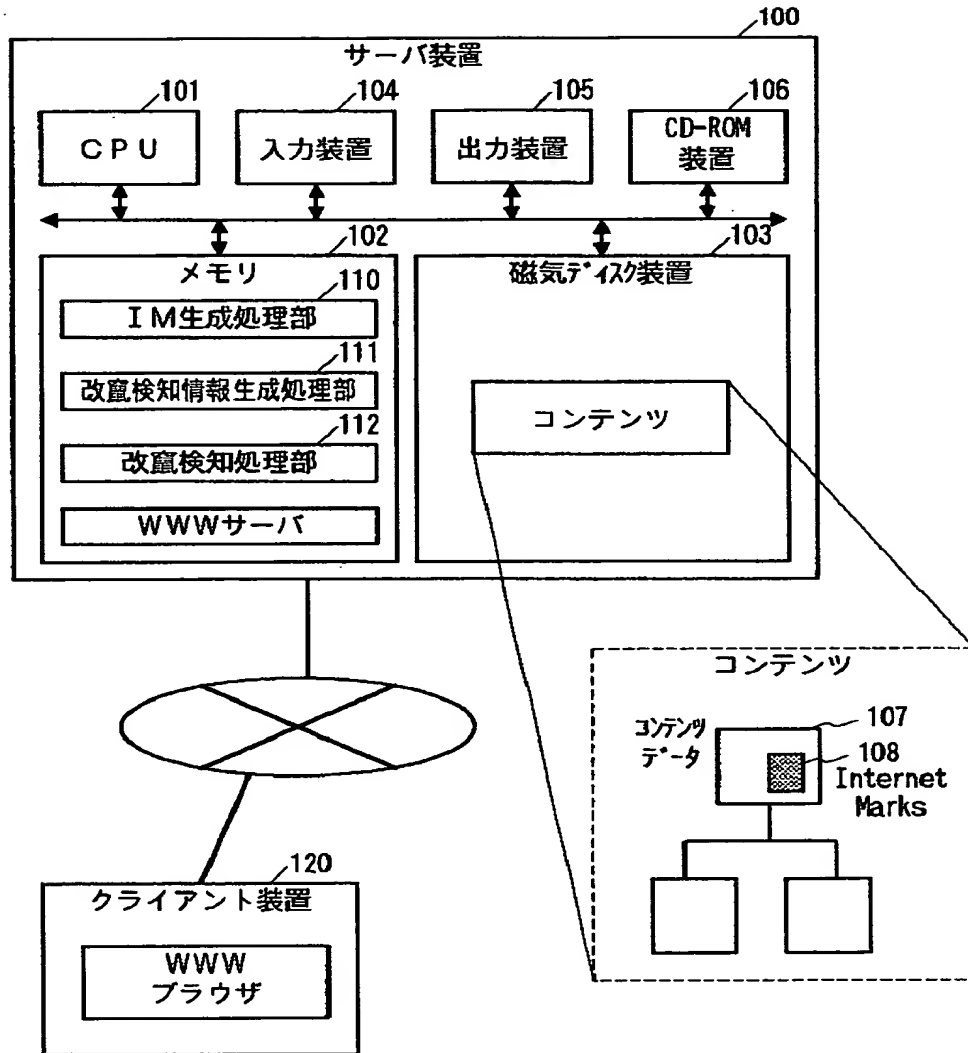 100
サーバ装置
101
104
105
106
CPU
入力装置
出力装置
CD-ROM
装置
102
103
メモリ
磁気ディスク装置
110
IM生成処理部
111
改竄検知情報生成処理部
112
改竄検知処理部
WWWサーバ
コンテンツ
コンテンツ
コンテンツ
データ
107
108
Internet
Marks
120
クライアント装置
WWW
ブラウザ